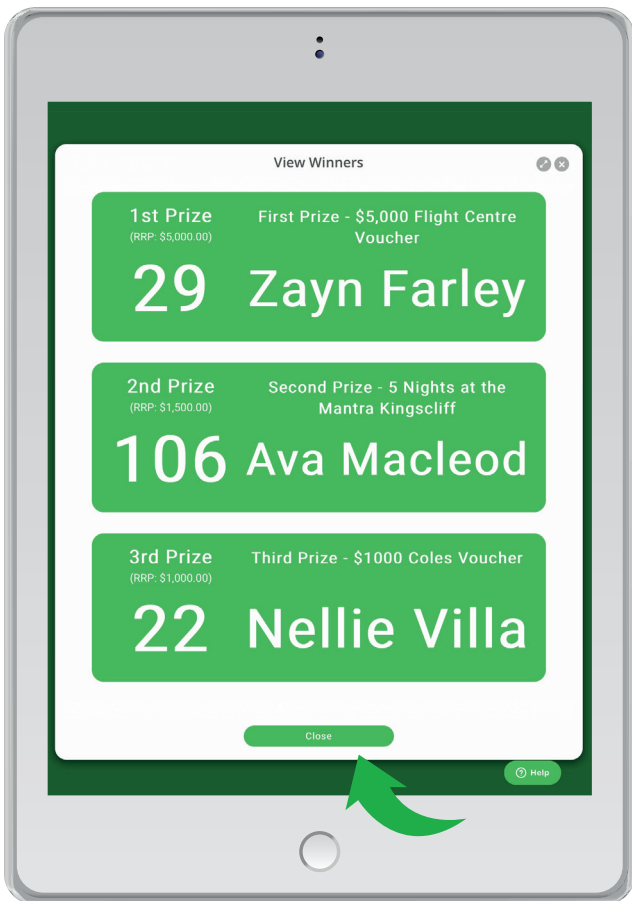 View Winners
1st Prize
(RRP: $5,000.00)
29
First Prize - $5,000 Flight Centre
Voucher
Zayn Farley
2nd Prize
(RRP: $1,500.00)
106
Second Prize - 5 Nights at the
Mantra Kingscliff
Ava Macleod
3rd Prize
(RRP: $1,000.00)
22
Third Prize - $1000 Coles Voucher
Nellie Villa
Close
? Help